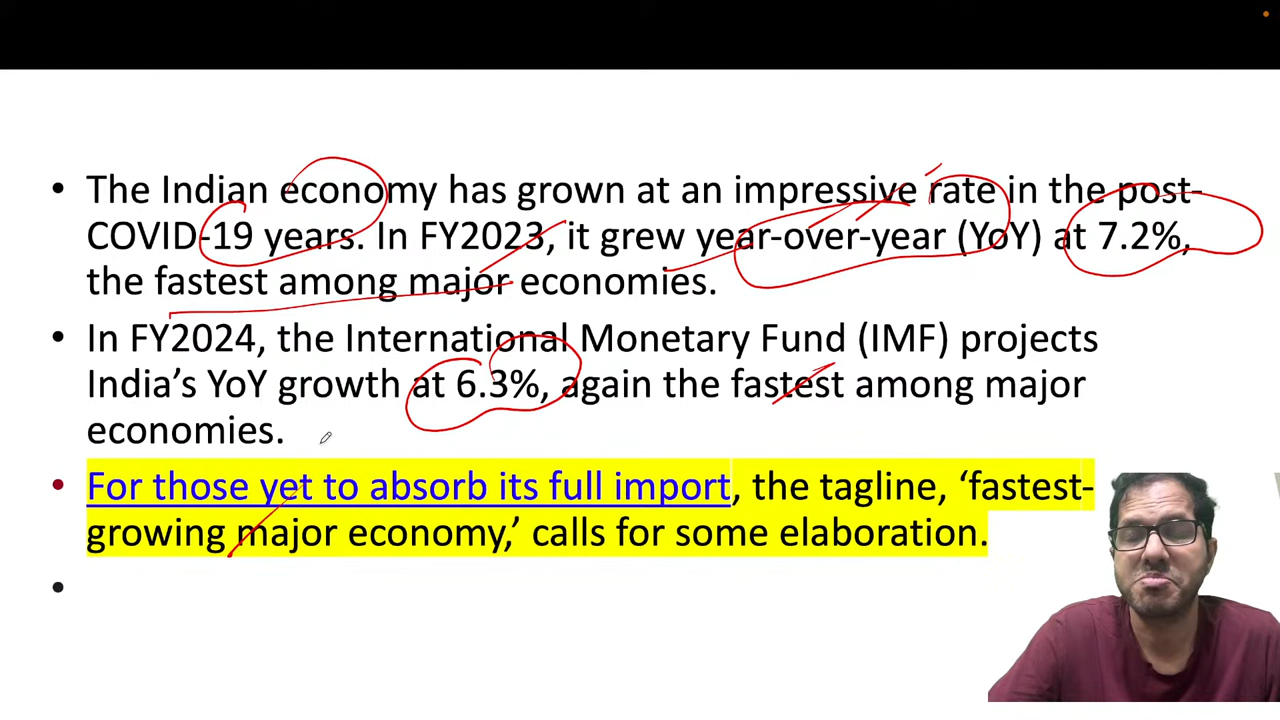 • The Indian economy has grown at an impressive rate in the post-
COVID-19 years. In FY2023, it grew year-over-year (YoY) at 7.2%,
the fastest among major economies.
• In FY2024, the International Monetary Fund (IMF) projects
India’s YoY growth at 6.3%, again the fastest among major
economies.
• For those yet to absorb its full import, the tagline, ‘fastest-
growing major economy,’ calls for some elaboration.
•